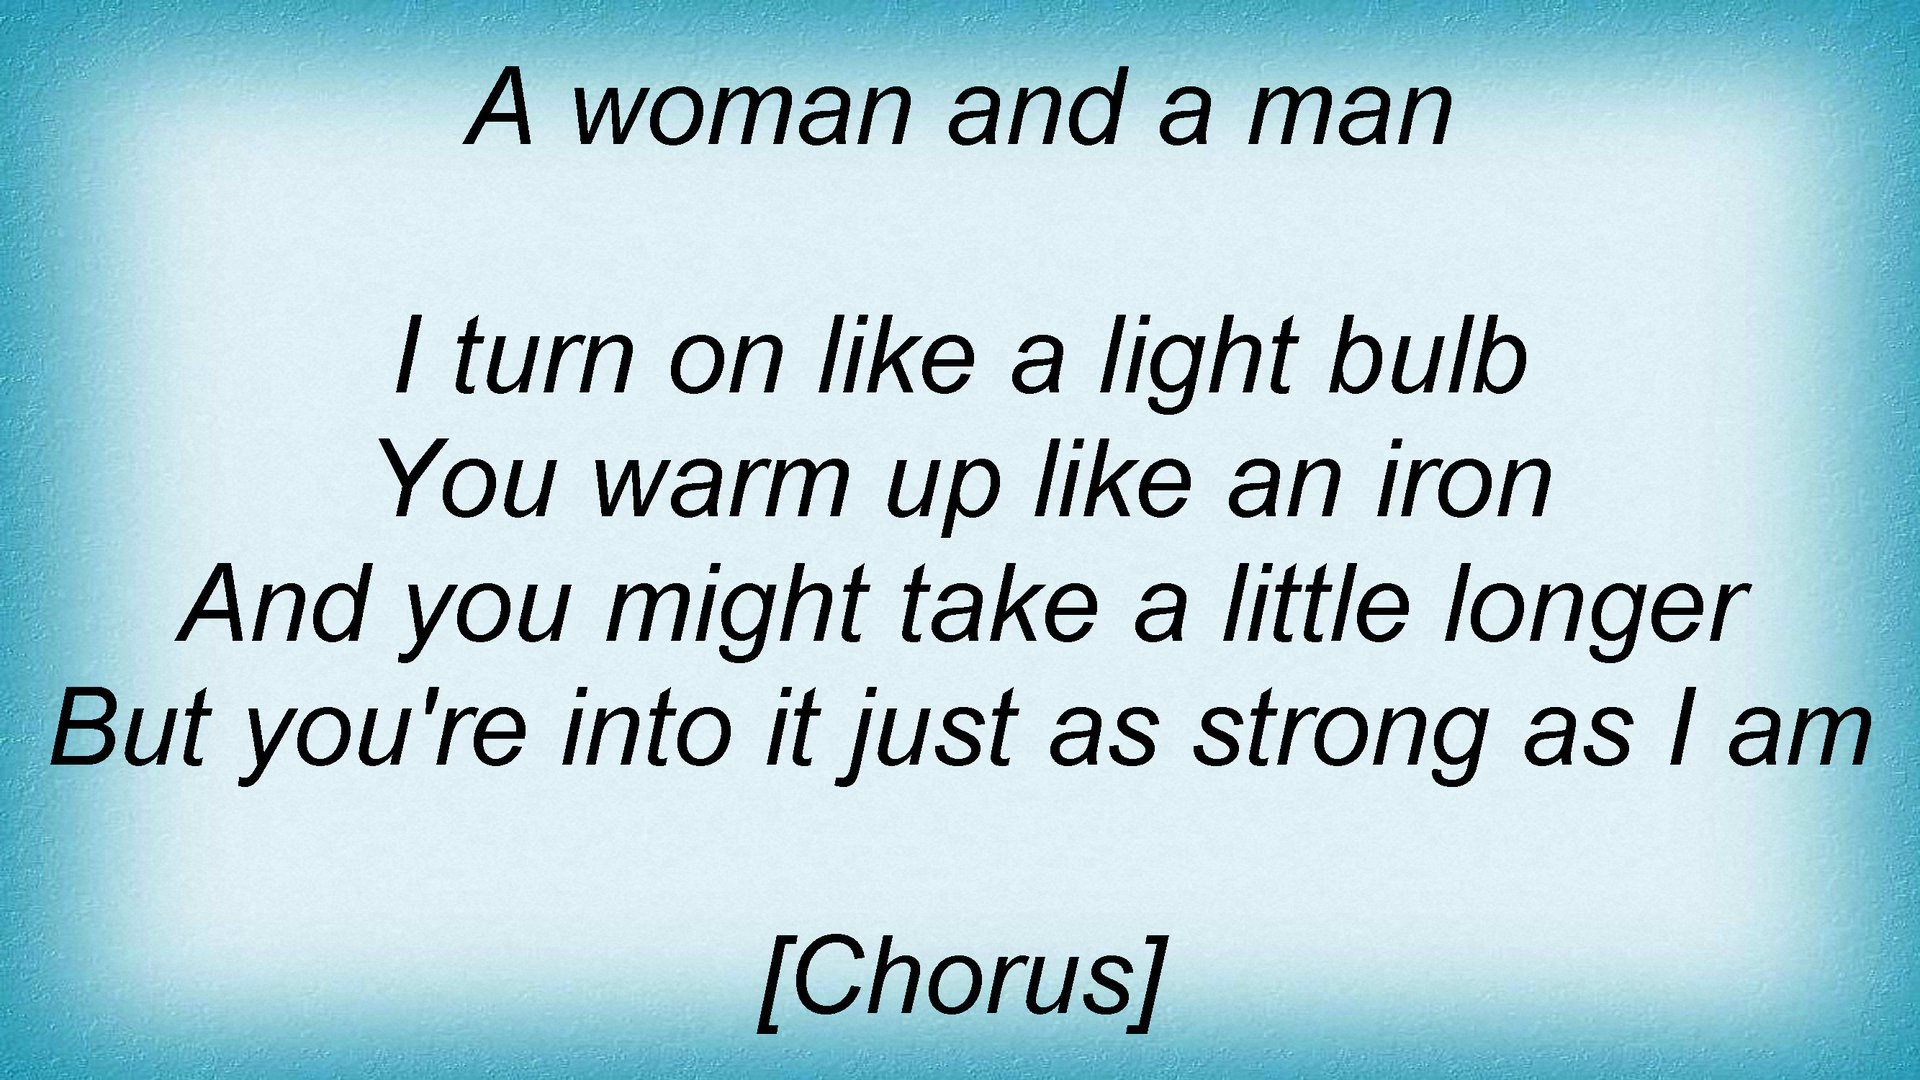 A woman and a man
I turn on like a light bulb
You warm up like an iron
And you might take a little longer
But you're into it just as strong as I am
[Chorus]